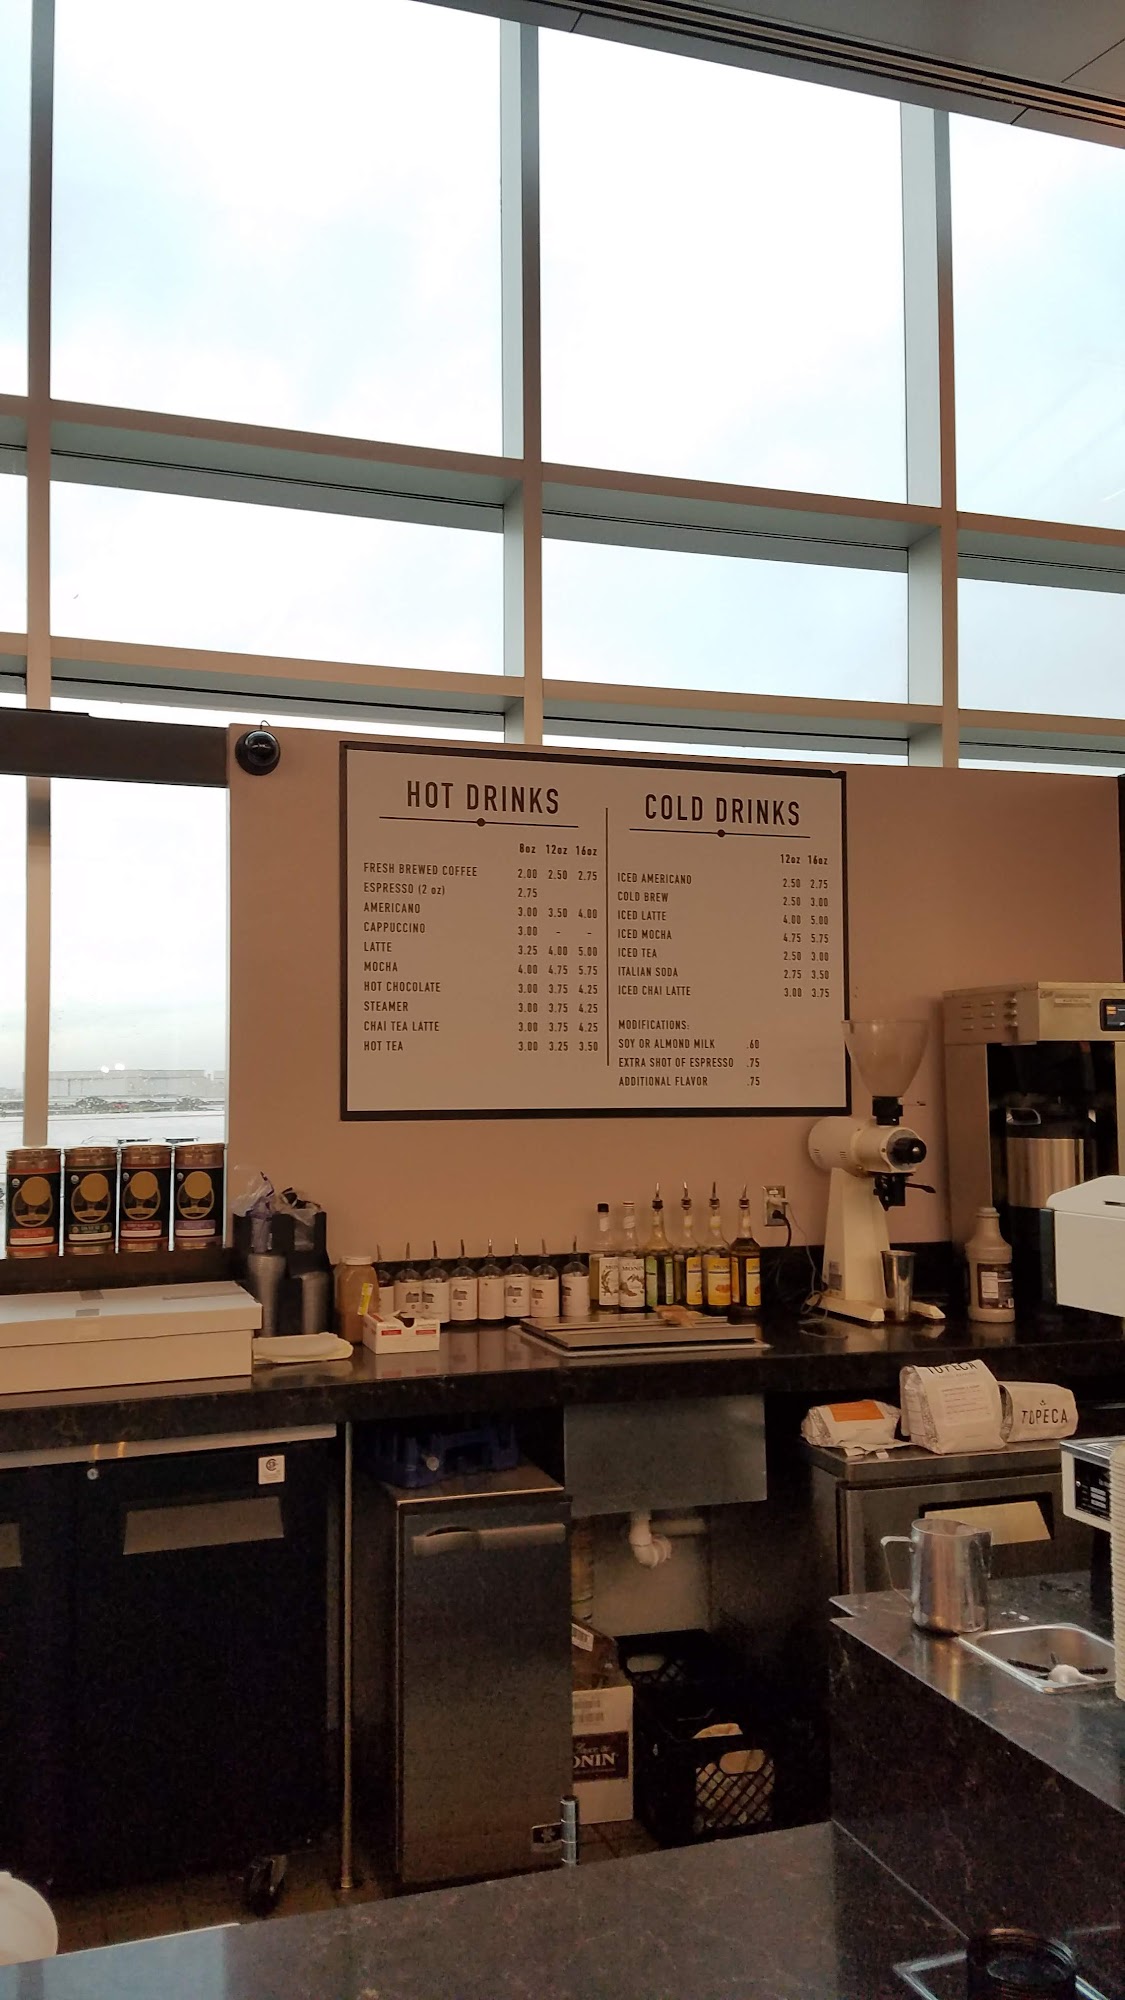 HOT DRINKS
8oz 12oz 16oz
FRESH BREWED COFFEE 2.00 2.50 2.75
ESPRESSO (2 oz) 2.75
AMERICANO 3.00 3.50 4.00
CAPPUCCINO 3.00 - -
LATTE 3.25 4.00 5.00
MOCHA 4.00 4.75 5.75
HOT CHOCOLATE 3.00 3.75 4.25
STEAMER 3.00 3.75 4.25
CHAI TEA LATTE 3.00 3.75 4.25
HOT TEA 3.00 3.25 3.50
COLD DRINKS
12oz 16oz
ICED AMERICANO 2.50 2.75
COLD BREW 2.50 3.00
ICED LATTE 4.00 5.00
ICED MOCHA 4.75 5.75
ICED TEA 2.50 3.00
ITALIAN SODA 2.75 3.50
ICED CHAI LATTE 3.00 3.75
MODIFICATIONS:
SOY OR ALMOND MILK .60
EXTRA SHOT OF ESPRESSO .75
ADDITIONAL FLAVOR .75
TOPECA
TOPECA
ONIN